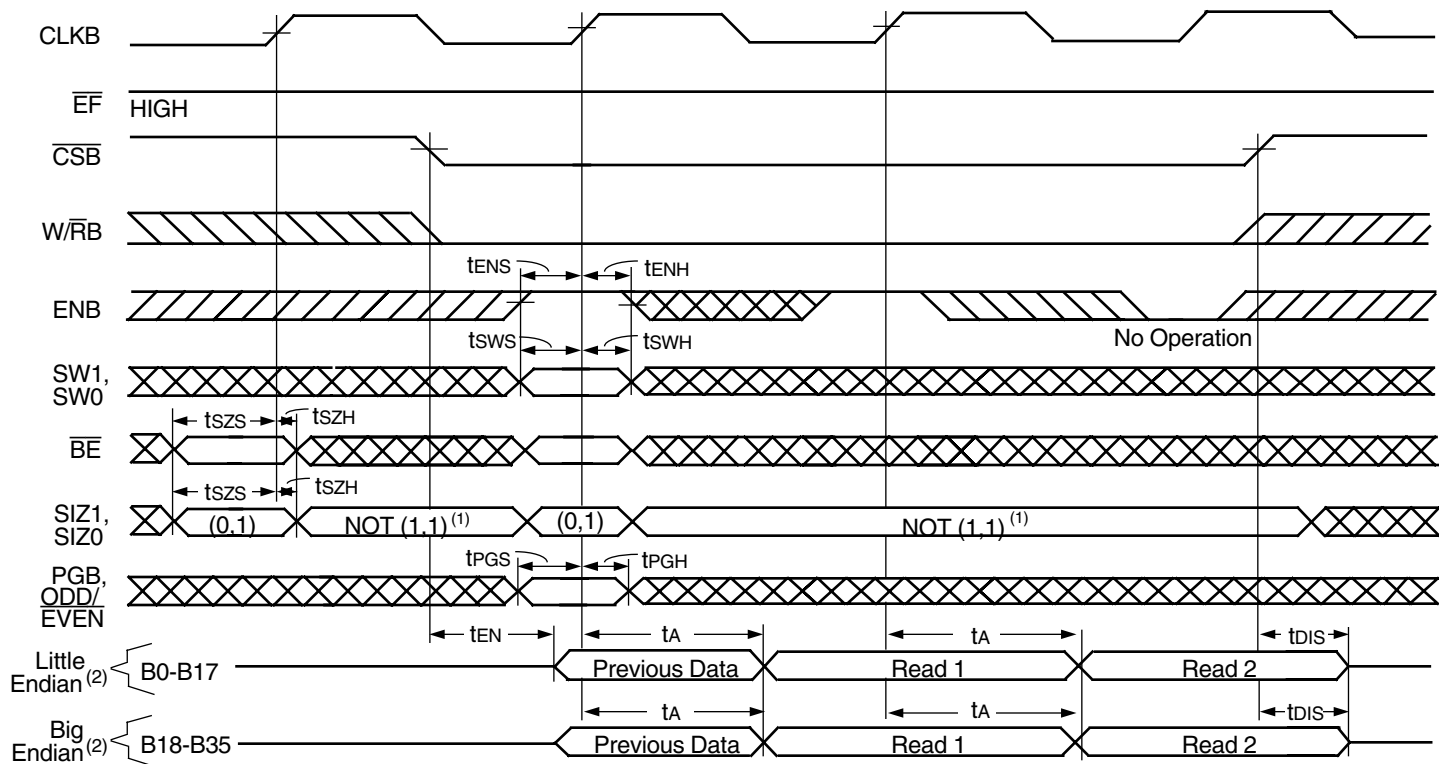 CLKB
EF HIGH
CSB
W/RB
tENS tENH
ENB
No Operation
tSWS tSWH
SW1,
SW0
tSZS tSZH
BE
tSZS tSZH
SIZ1,
SIZ0
(0,1) NOT (1,1) (1) (0,1) NOT (1,1) (1)
tPGS tPGH
PGB,
ODD/
EVEN
tEN tA tA tDIS
Little
Endian (2) B0-B17 Previous Data Read 1 Read 2
tA tA tDIS
Big
Endian (2) B18-B35 Previous Data Read 1 Read 2